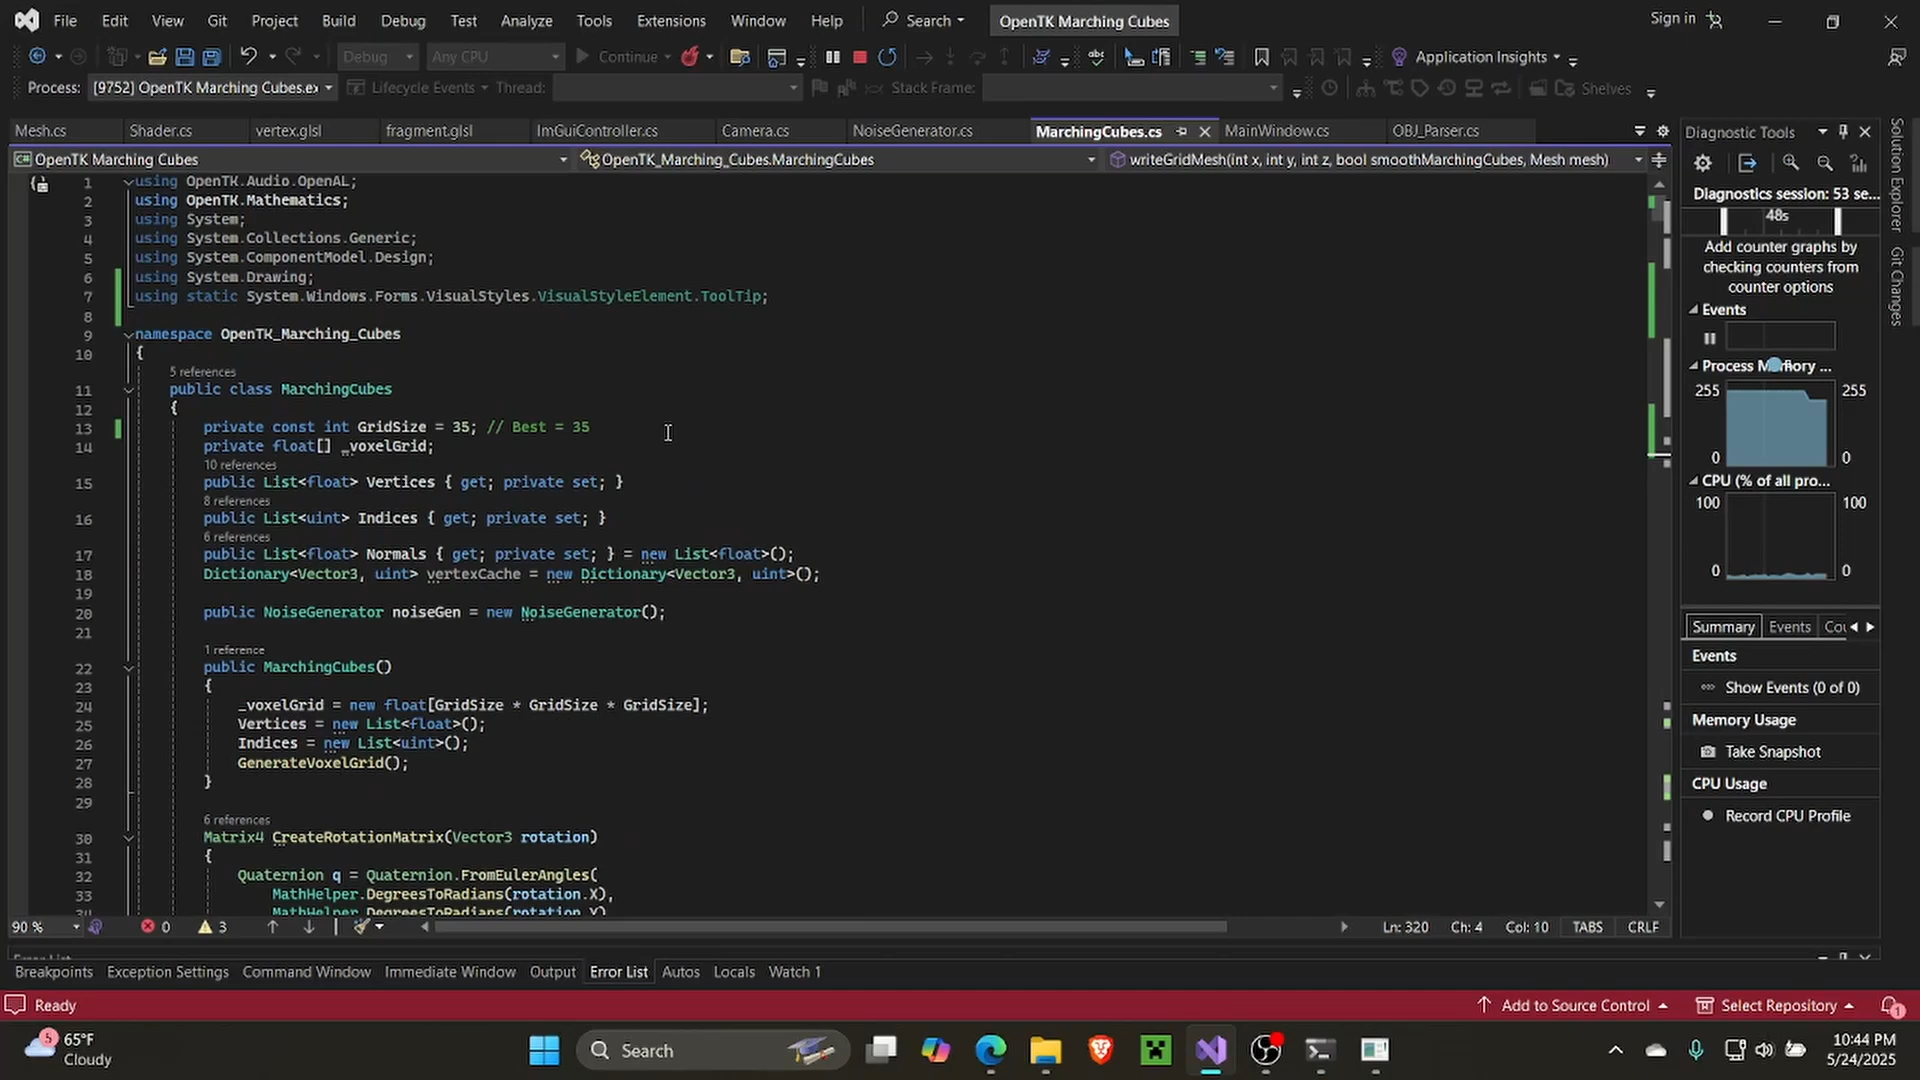 File Edit View Git Project Build Debug Test Analyze Tools Extensions Window Help Search OpenTK Marching Cubes Sign in
Debug Any CPU Continue Application Insights
Process: [9752] OpenTK Marching Cubes.ex Lifecycle Events Thread: Stack Frame: Shelves
Mesh.cs Shader.cs vertex.glsl fragment.glsl ImGuiController.cs Camera.cs NoiseGenerator.cs MarchingCubes.cs MainWindow.cs OBJ_Parser.cs
OpenTK Marching Cubes OpenTK_Marching_Cubes.MarchingCubes writeGridMesh(int x, int y, int z, bool smoothMarchingCubes, Mesh mesh)
1 using OpenTK.Audio.OpenAL;
2 using OpenTK.Mathematics;
3 using System;
4 using System.Collections.Generic;
5 using System.ComponentModel.Design;
6 using System.Drawing;
7 using static System.Windows.Forms.VisualStyles.VisualStyleElement.ToolTip;
8
9 namespace OpenTK_Marching_Cubes
10 {
5 references
11 public class MarchingCubes
12 {
13 private const int GridSize = 35; // Best = 35
14 private float[] _voxelGrid;
10 references
15 public List<float> Vertices { get; private set; }
8 references
16 public List<uint> Indices { get; private set; }
6 references
17 public List<float> Normals { get; private set; } = new List<float>();
18 Dictionary<Vector3, uint> vertexCache = new Dictionary<Vector3, uint>();
19
20 public NoiseGenerator noiseGen = new NoiseGenerator();
21
1 reference
22 public MarchingCubes()
23 {
24 _voxelGrid = new float[GridSize * GridSize * GridSize];
25 Vertices = new List<float>();
26 Indices = new List<uint>();
27 GenerateVoxelGrid();
28 }
29
6 references
30 Matrix4 CreateRotationMatrix(Vector3 rotation)
31 {
32 Quaternion q = Quaternion.FromEulerAngles(
33 MathHelper.DegreesToRadians(rotation.X),
34 MathHelper.DegreesToRadians(rotation.Y)
90 % 0 3 Ln: 320 Ch: 4 Col: 10 TABS CRLF
Diagnostic Tools
Diagnostics session: 53 se...
48s
Add counter graphs by
checking counters from
counter options
Events
Process Memory ...
255 255
0 0
CPU (% of all pro...
100 100
0 0
Summary Events Cou
Events
Show Events (0 of 0)
Memory Usage
Take Snapshot
CPU Usage
Record CPU Profile
Solution Explorer
Git Changes
Error List
Breakpoints Exception Settings Command Window Immediate Window Output Error List Autos Locals Watch 1
Ready Add to Source Control Select Repository 1
5 65°F
Cloudy
Search
10:44 PM
5/24/2025